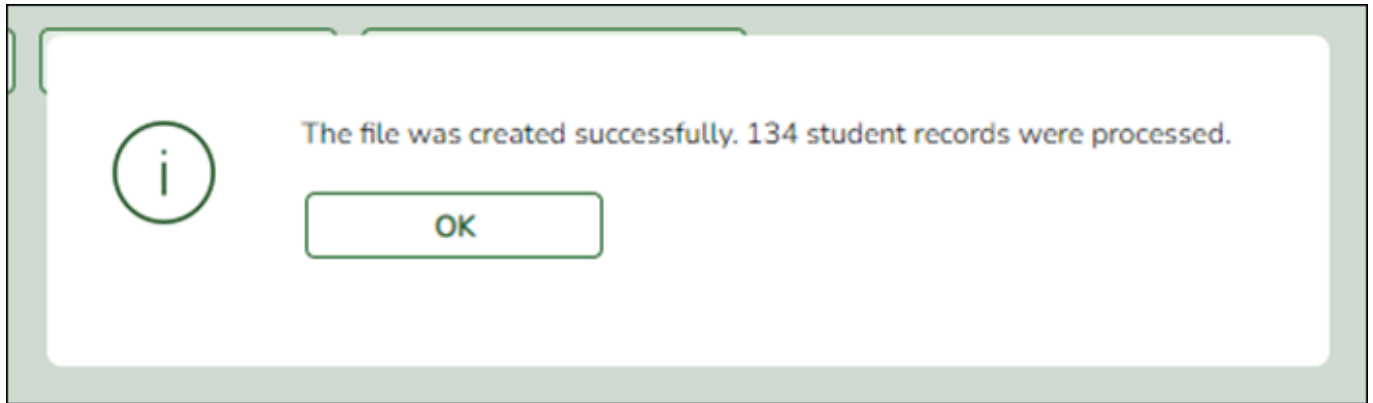 The file was created successfully. 134 student records were processed.
i
OK